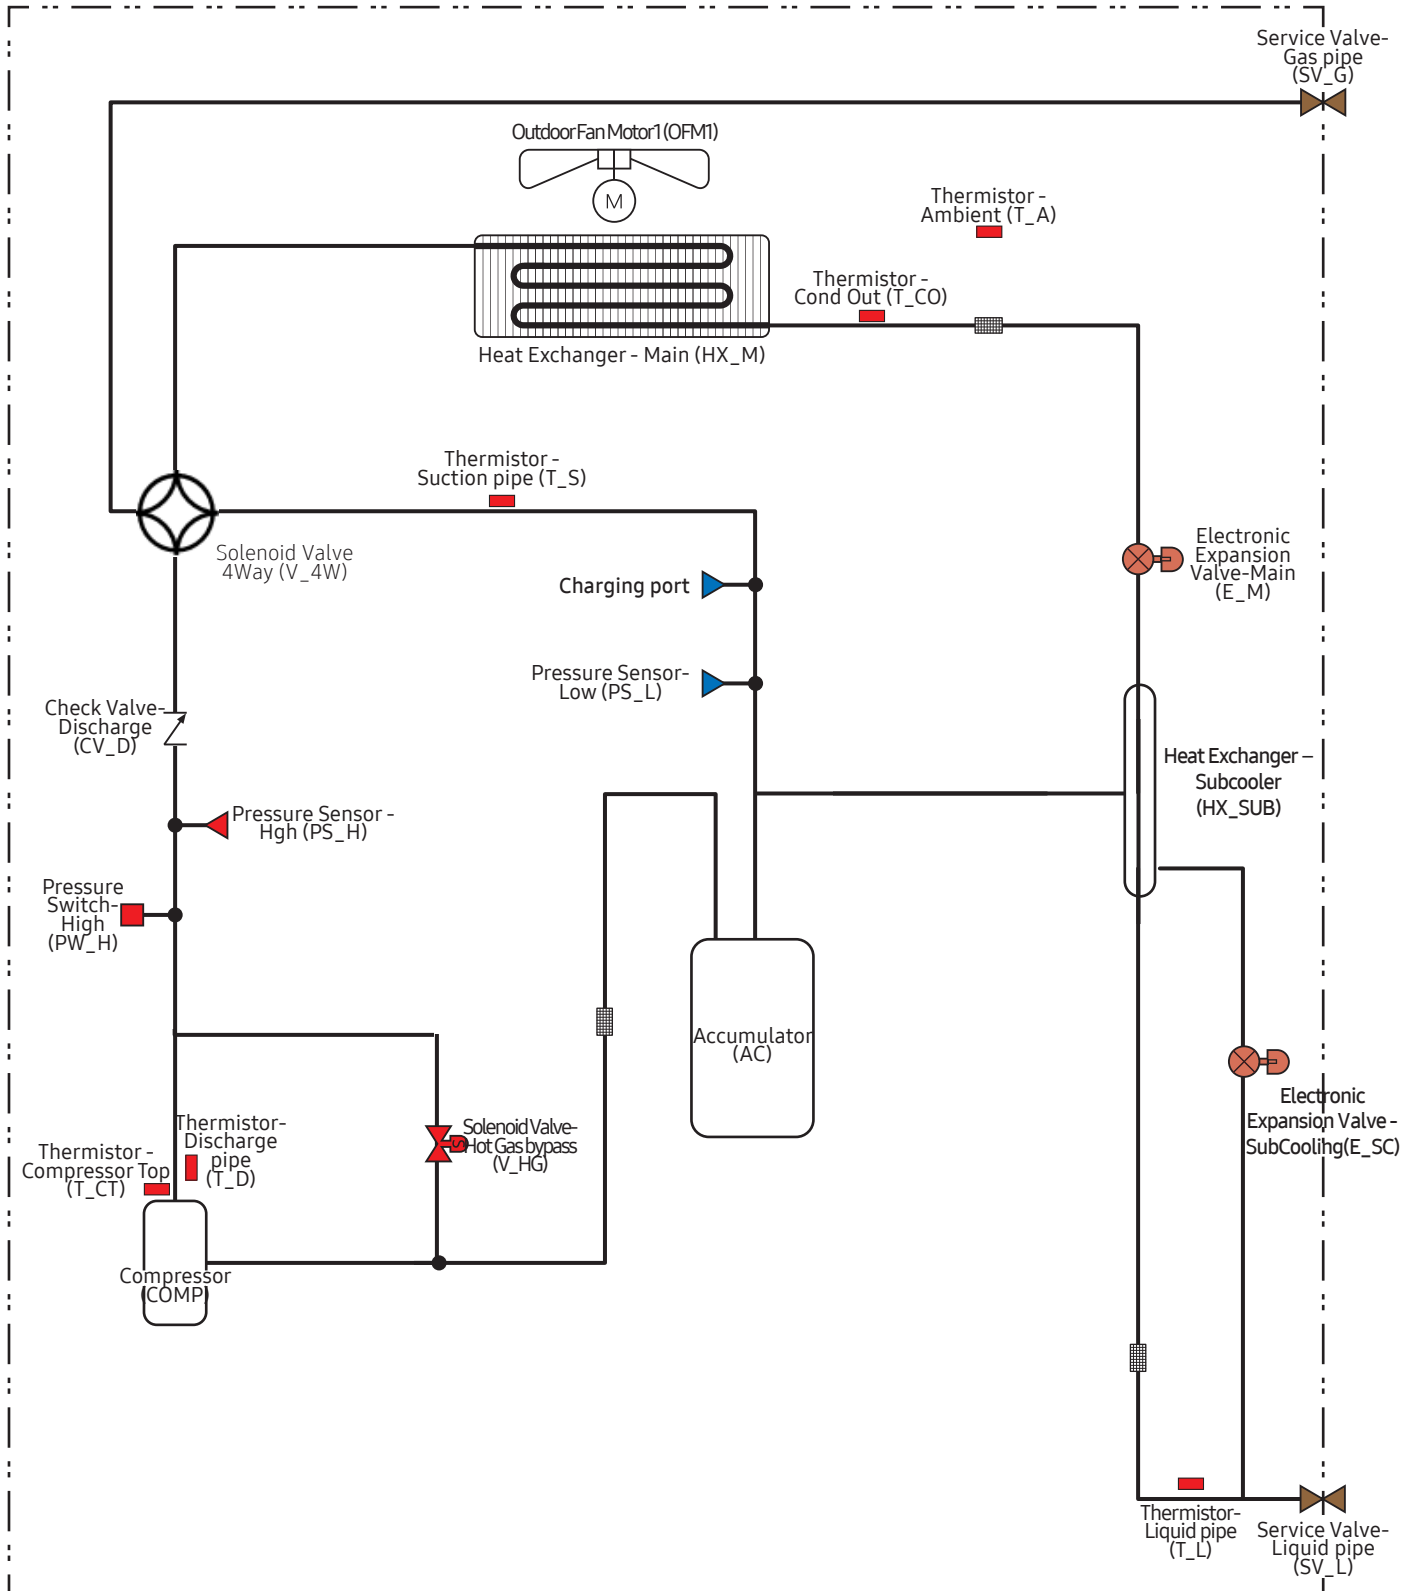 Service Valve-
Gas pipe
(SV_G)
OutdoorFan Motor1 (OFM1)
M
Thermistor -
Ambient (T_A)
Thermistor -
Cond Out (T_CO)
Heat Exchanger - Main (HX_M)
Thermistor -
Suction pipe (T_S)
Solenoid Valve
4Way (V_4W)
Electronic
Expansion
Valve-Main
(E_M)
Charging port
Pressure Sensor-
Low (PS_L)
Check Valve-
Discharge
(CV_D)
Heat Exchanger –
Subcooler
(HX_SUB)
Pressure Sensor -
Hgh (PS_H)
Pressure
Switch-
High
(PW_H)
Accumulator
(AC)
Electronic
Expansion Valve -
SubCooling(E_SC)
Thermistor-
Discharge
pipe
(T_D)
Solenoid Valve-
Hot Gas bypass
(V_HG)
S
Thermistor -
Compressor Top
(T_CT)
Compressor
(COMP)
Thermistor-
Liquid pipe
(T_L)
Service Valve-
Liquid pipe
(SV_L)